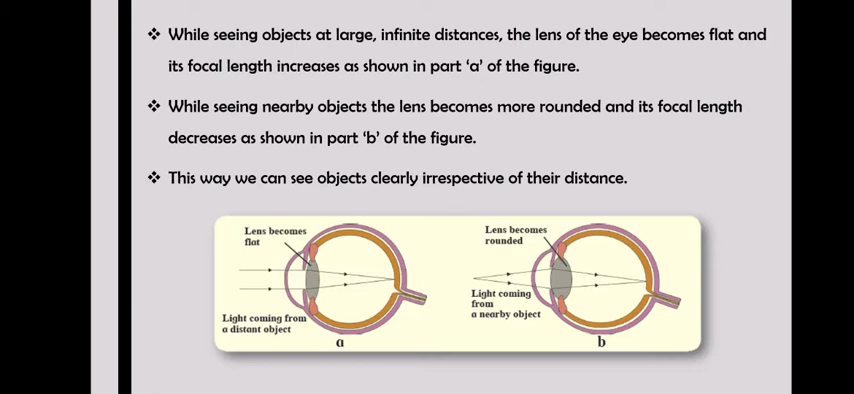 ❖ While seeing objects at large, infinite distances, the lens of the eye becomes flat and
its focal length increases as shown in part ‘a’ of the figure.
❖ While seeing nearby objects the lens becomes more rounded and its focal length
decreases as shown in part ‘b’ of the figure.
❖ This way we can see objects clearly irrespective of their distance.
Lens becomes
flat
Light coming from
a distant object
a
Lens becomes
rounded
Light coming
from
a nearby object
b